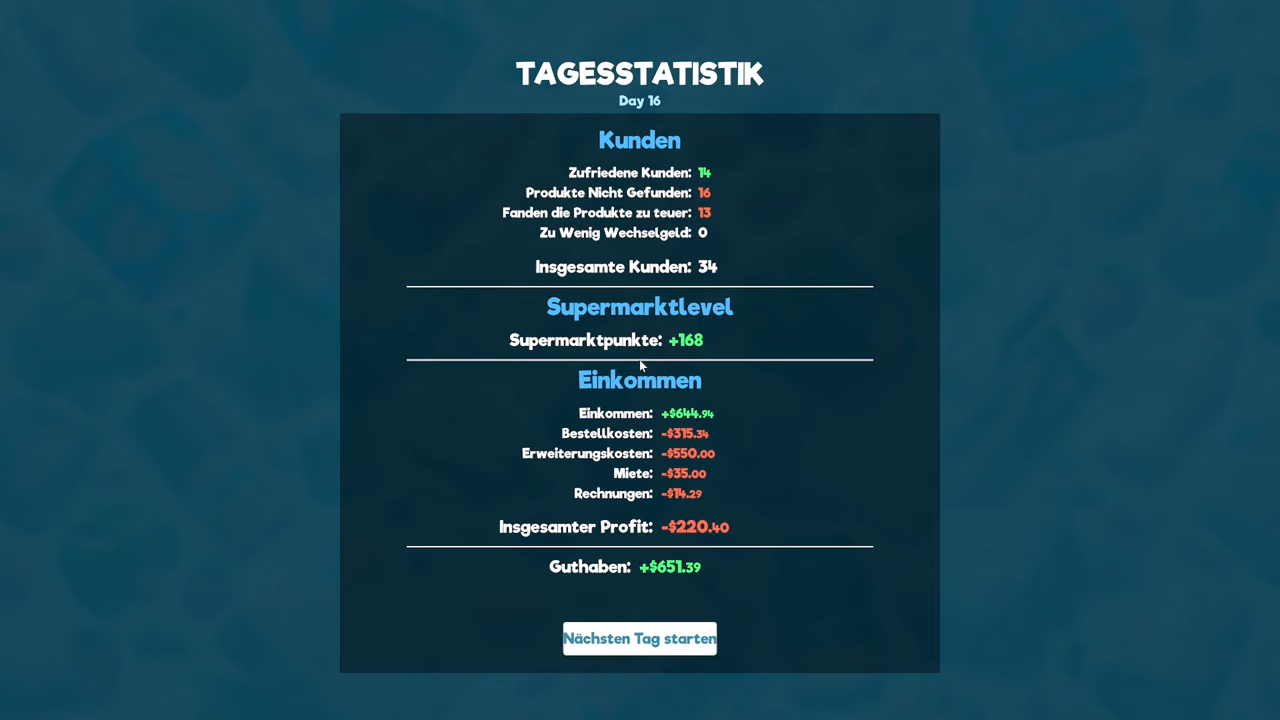 TAGESSTATISTIK
Day 16
Kunden
Zufriedene Kunden: 14
Produkte Nicht Gefunden: 16
Fanden die Produkte zu teuer: 13
Zu Wenig Wechselgeld: 0
Insgesamte Kunden: 34
Supermarktlevel
Supermarktpunkte: +168
Einkommen
Einkommen: +$644.94
Bestellkosten: -$315.34
Erweiterungskosten: -$550.00
Miete: -$35.00
Rechnungen: -$14.29
Insgesamter Profit: -$220.40
Guthaben: +$651.39
Nächsten Tag starten